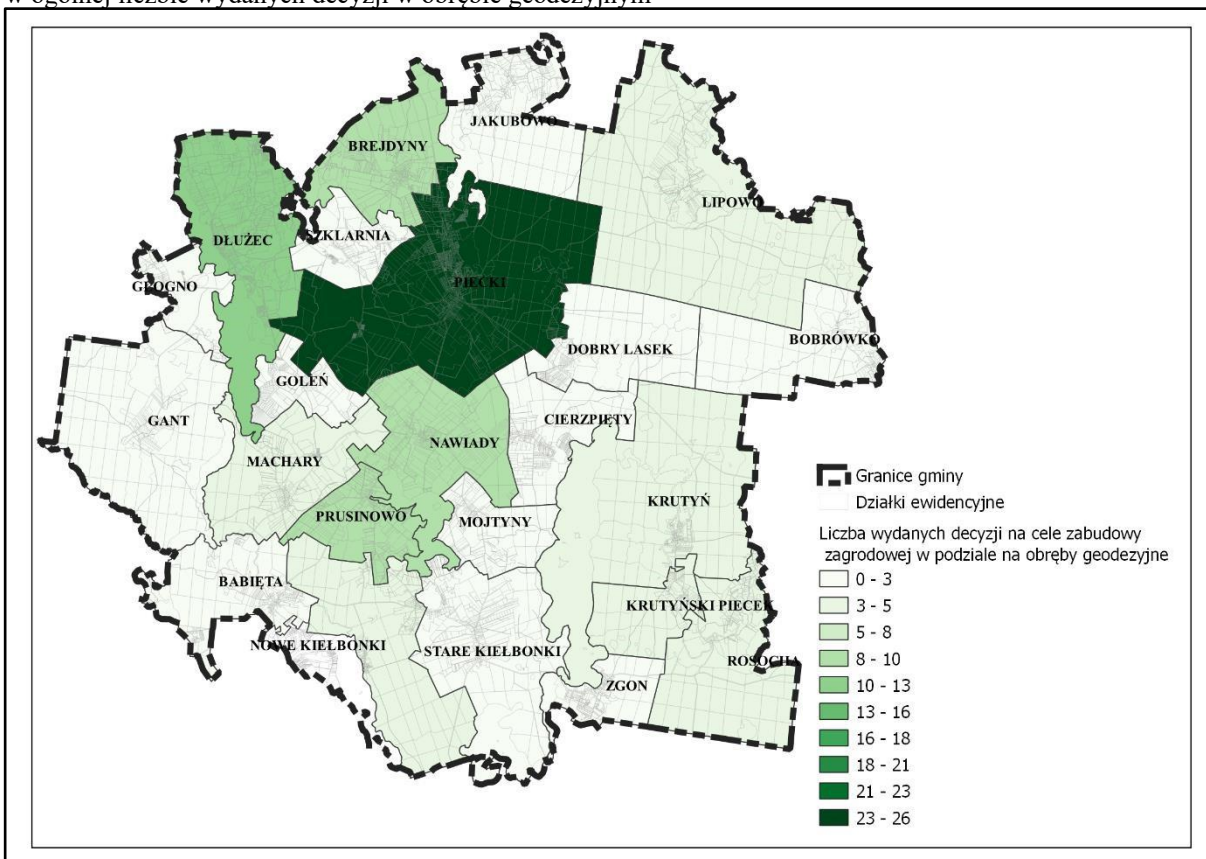 w ogólnej liczbie wydanych decyzji w obrębie geodezyjnym
JAKUBOWO
BREJDYNY
LIPOWO
SZKLARNIA
DŁUŻEC
GŁOGNO
PIECKI
BOBRÓWKO
DOBRY LASEK
GOLEŃ
GANT
CIERZPIĘTY
NAWIADY
MACHARY
KRUTYŃ
PRUSINOWO
MOJTYNY
BABIĘTA
KRUTYŃSKI PIECEK
NOWE KIEŁBONKI
STARE KIEŁBONKI
ROSOCHA
ZGON
Granice gminy
Działki ewidencyjne
Liczba wydanych decyzji na cele zabudowy
zagrodowej w podziale na obręby geodezyjne
0 - 3
3 - 5
5 - 8
8 - 10
10 - 13
13 - 16
16 - 18
18 - 21
21 - 23
23 - 26